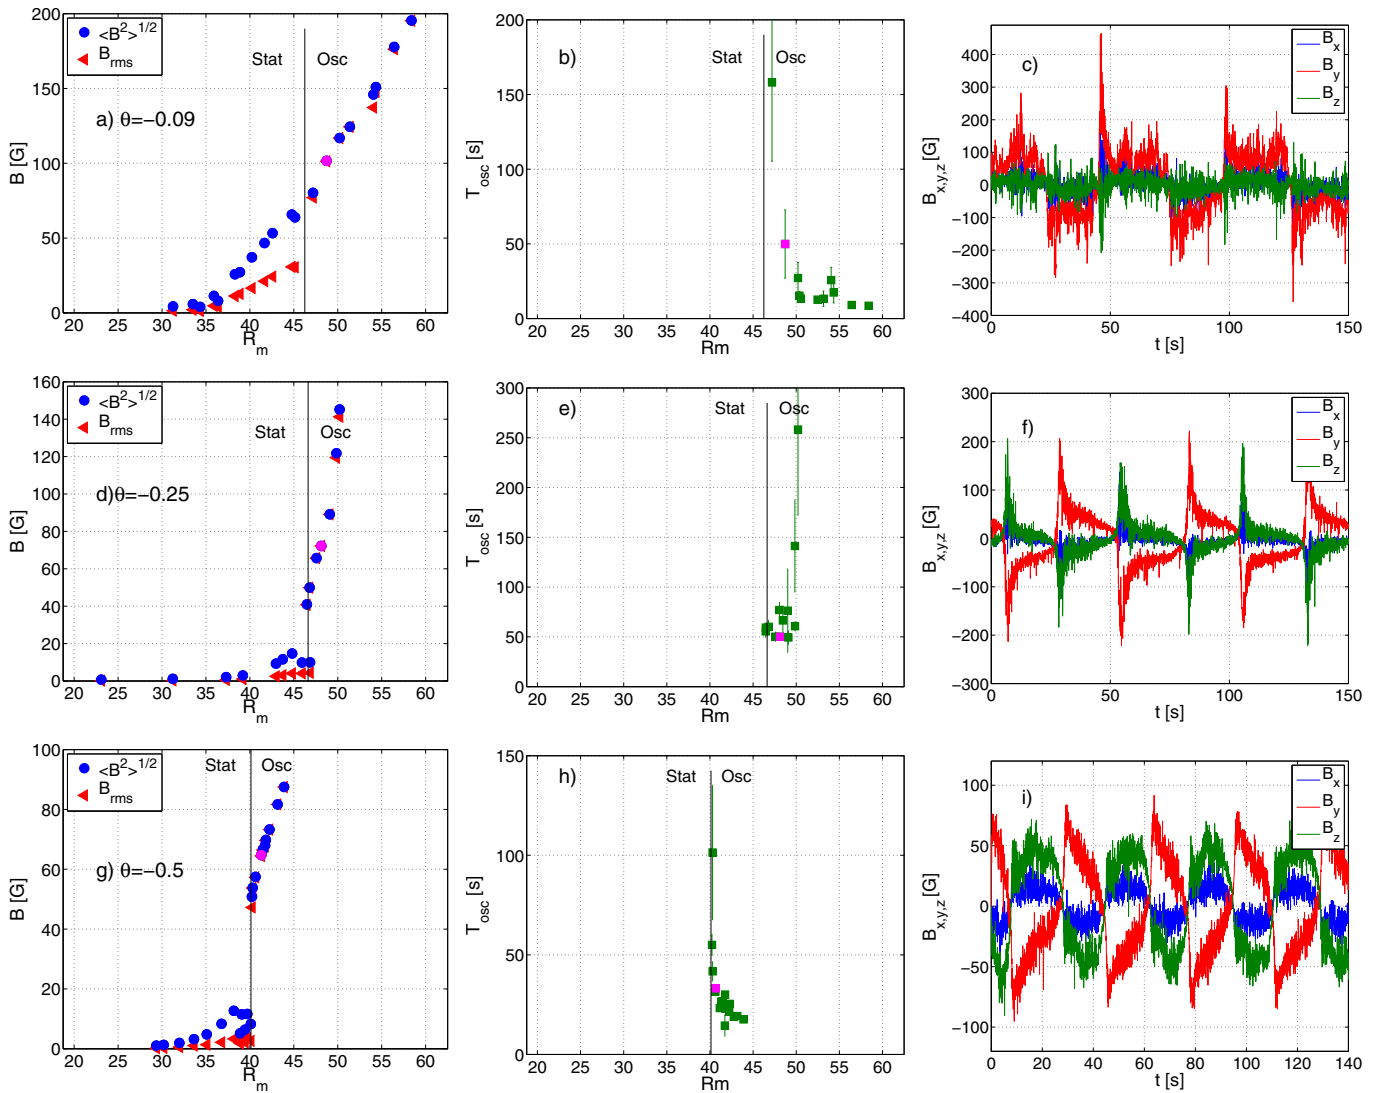 <B²>¹/²
B_rms
Stat Osc
a) θ=−0.09
B [G]
200
150
100
50
0
20 25 30 35 40 45 50 55 60
R_m
b)
Stat Osc
T_osc [s]
200
150
100
50
0
20 25 30 35 40 45 50 55 60
Rm
c)
B_x
B_y
B_z
B_x,y,z [G]
400
300
200
100
0
−100
−200
−300
−400
0 50 100 150
t [s]
<B²>¹/²
B_rms
Stat Osc
d)θ=−0.25
B [G]
160
140
120
100
80
60
40
20
0
20 25 30 35 40 45 50 55 60
R_m
e)
Stat Osc
T_osc [s]
300
250
200
150
100
50
0
20 25 30 35 40 45 50 55 60
Rm
f)
B_x
B_y
B_z
B_x,y,z [G]
300
200
100
0
−100
−200
−300
0 50 100 150
t [s]
<B²>¹/²
B_rms
Stat Osc
g) θ=−0.5
B [G]
100
80
60
40
20
0
20 25 30 35 40 45 50 55 60
R_m
h)
Stat Osc
T_osc [s]
150
100
50
0
20 25 30 35 40 45 50 55 60
Rm
i)
B_x
B_y
B_z
B_x,y,z [G]
100
50
0
−50
−100
0 20 40 60 80 100 120 140
t [s]